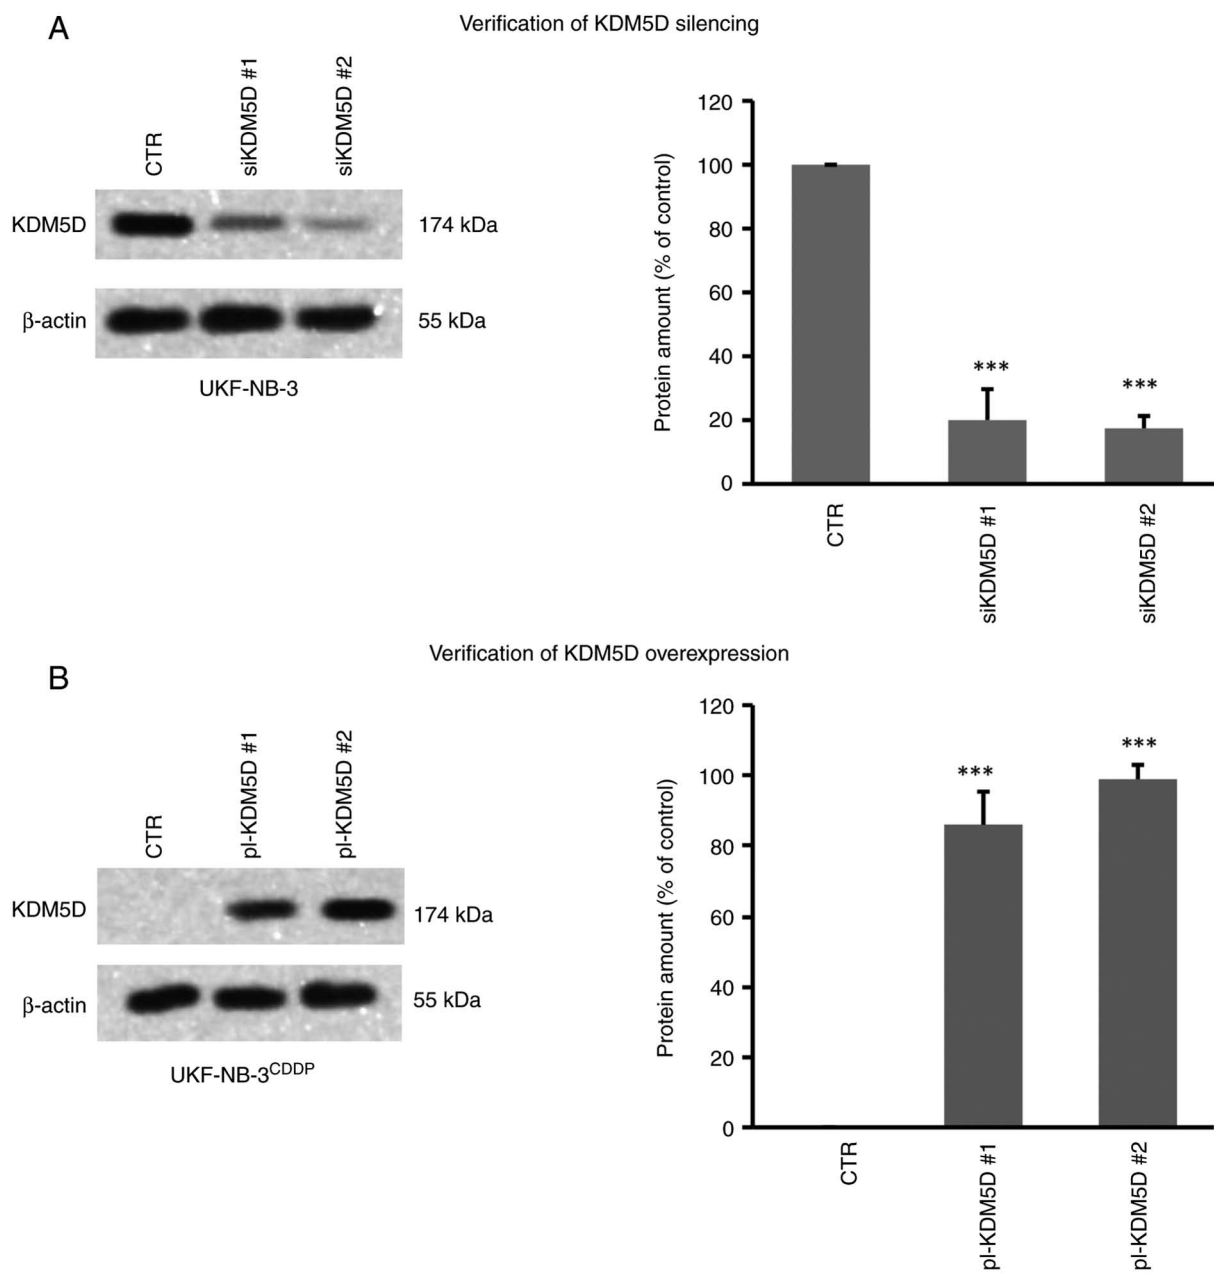 A
Verification of KDM5D silencing
CTR
siKDM5D #1
siKDM5D #2
KDM5D
174 kDa
β-actin
55 kDa
UKF-NB-3
Protein amount (% of control)
120
100
80
60
40
20
0
***
***
CTR
siKDM5D #1
siKDM5D #2
B
Verification of KDM5D overexpression
CTR
pl-KDM5D #1
pl-KDM5D #2
KDM5D
174 kDa
β-actin
55 kDa
UKF-NB-3CDDP
Protein amount (% of control)
120
100
80
60
40
20
0
***
***
CTR
pl-KDM5D #1
pl-KDM5D #2